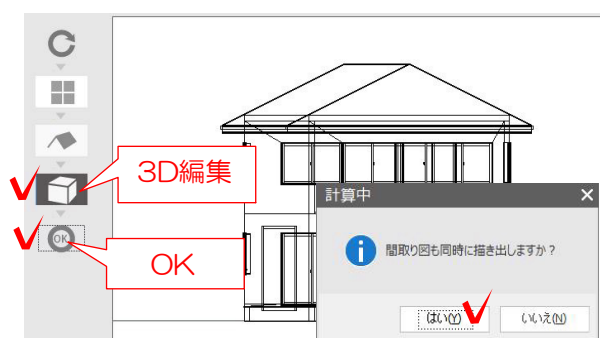 3D編集
OK
OK
計算中
間取り図も同時に描き出しますか？
はい(Y)
いいえ(N)